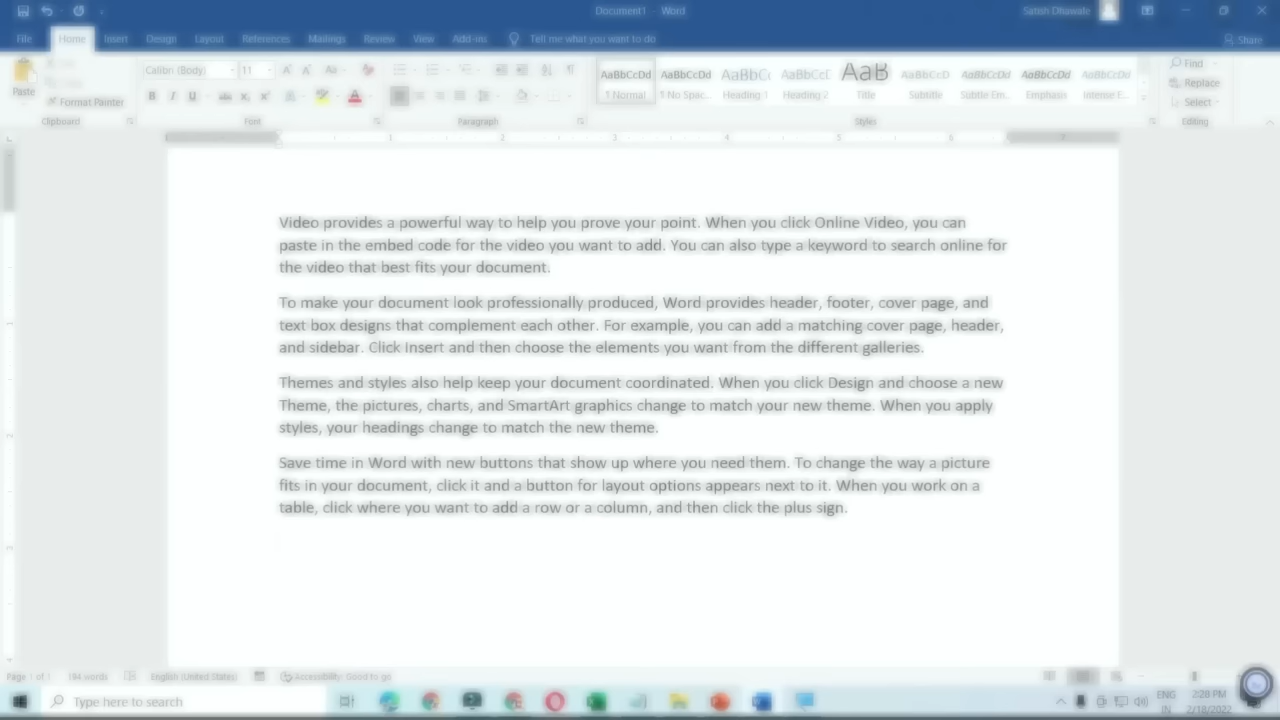 Document1 - Word
Satish Dhawale
File Home Insert Design Layout References Mailings Review View Add-ins Tell me what you want to do Share
Calibri (Body) 11
Paste
Format Painter
AaBbCcDd AaBbCcDd AaBbC( AaBbCcE AaB AaBbCcD AaBbCcDd AaBbCcDd AaBbCcDd
1 Normal 1 No Spac... Heading 1 Heading 2 Title Subtitle Subtle Em... Emphasis Intense E...
Find
Replace
Select
Clipboard Font Paragraph Styles Editing
1 2 3 4 5 6 7
Video provides a powerful way to help you prove your point. When you click Online Video, you can
paste in the embed code for the video you want to add. You can also type a keyword to search online for
the video that best fits your document.
To make your document look professionally produced, Word provides header, footer, cover page, and
text box designs that complement each other. For example, you can add a matching cover page, header,
and sidebar. Click Insert and then choose the elements you want from the different galleries.
Themes and styles also help keep your document coordinated. When you click Design and choose a new
Theme, the pictures, charts, and SmartArt graphics change to match your new theme. When you apply
styles, your headings change to match the new theme.
Save time in Word with new buttons that show up where you need them. To change the way a picture
fits in your document, click it and a button for layout options appears next to it. When you work on a
table, click where you want to add a row or a column, and then click the plus sign.
Page 1 of 1 194 words English (United States) Accessibility: Good to go
Type here to search
ENG
IN
2:28 PM
2/18/2022